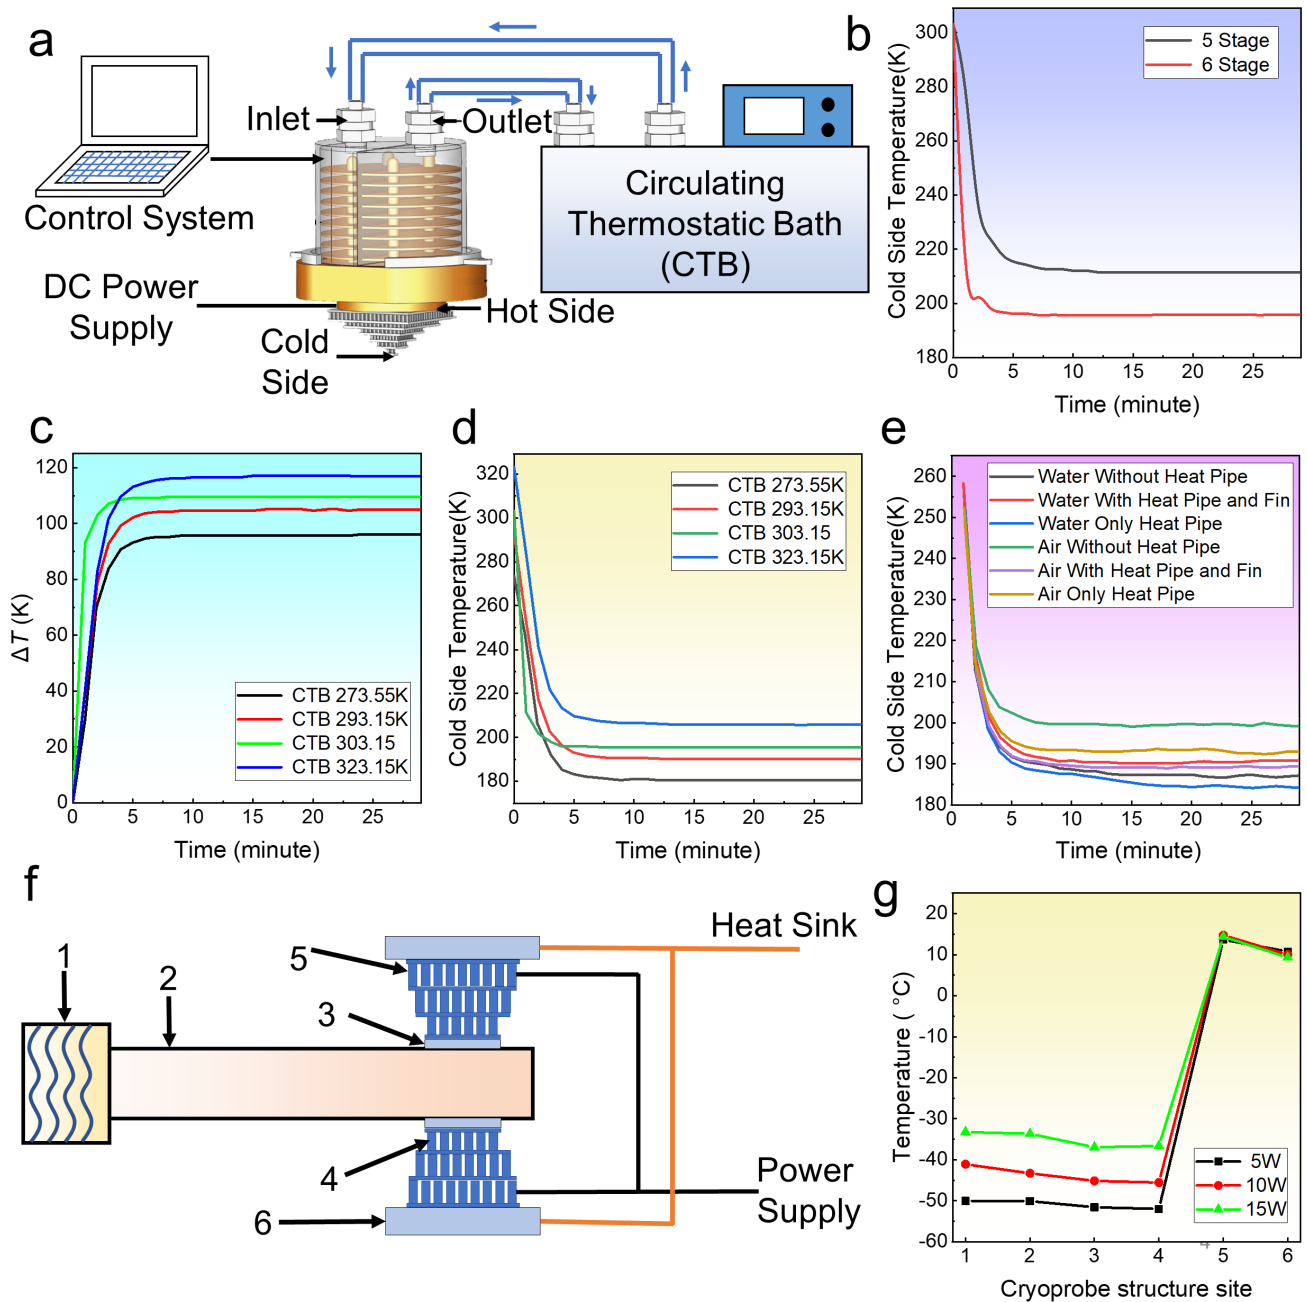 a
Inlet
Outlet
Control System
DC Power
Supply
Hot Side
Cold
Side
Circulating
Thermostatic Bath
(CTB)
b
Cold Side Temperature(K)
300
280
260
240
220
200
180
0
5
10
15
20
25
Time (minute)
5 Stage
6 Stage
c
Δ T (K)
120
100
80
60
40
20
0
0
5
10
15
20
25
Time (minute)
CTB 273.55K
CTB 293.15K
CTB 303.15
CTB 323.15K
d
Cold Side Temperature(K)
320
300
280
260
240
220
200
180
0
5
10
15
20
25
Time (minute)
CTB 273.55K
CTB 293.15K
CTB 303.15
CTB 323.15K
e
Cold Side Temperature(K)
260
250
240
230
220
210
200
190
180
0
5
10
15
20
25
Time (minute)
Water Without Heat Pipe
Water With Heat Pipe and Fin
Water Only Heat Pipe
Air Without Heat Pipe
Air With Heat Pipe and Fin
Air Only Heat Pipe
f
1
2
3
4
5
6
Heat Sink
Power
Supply
g
Temperature ( °C)
20
10
0
-10
-20
-30
-40
-50
-60
1
2
3
4
5
6
4
Cryoprobe structure site
5W
10W
15W